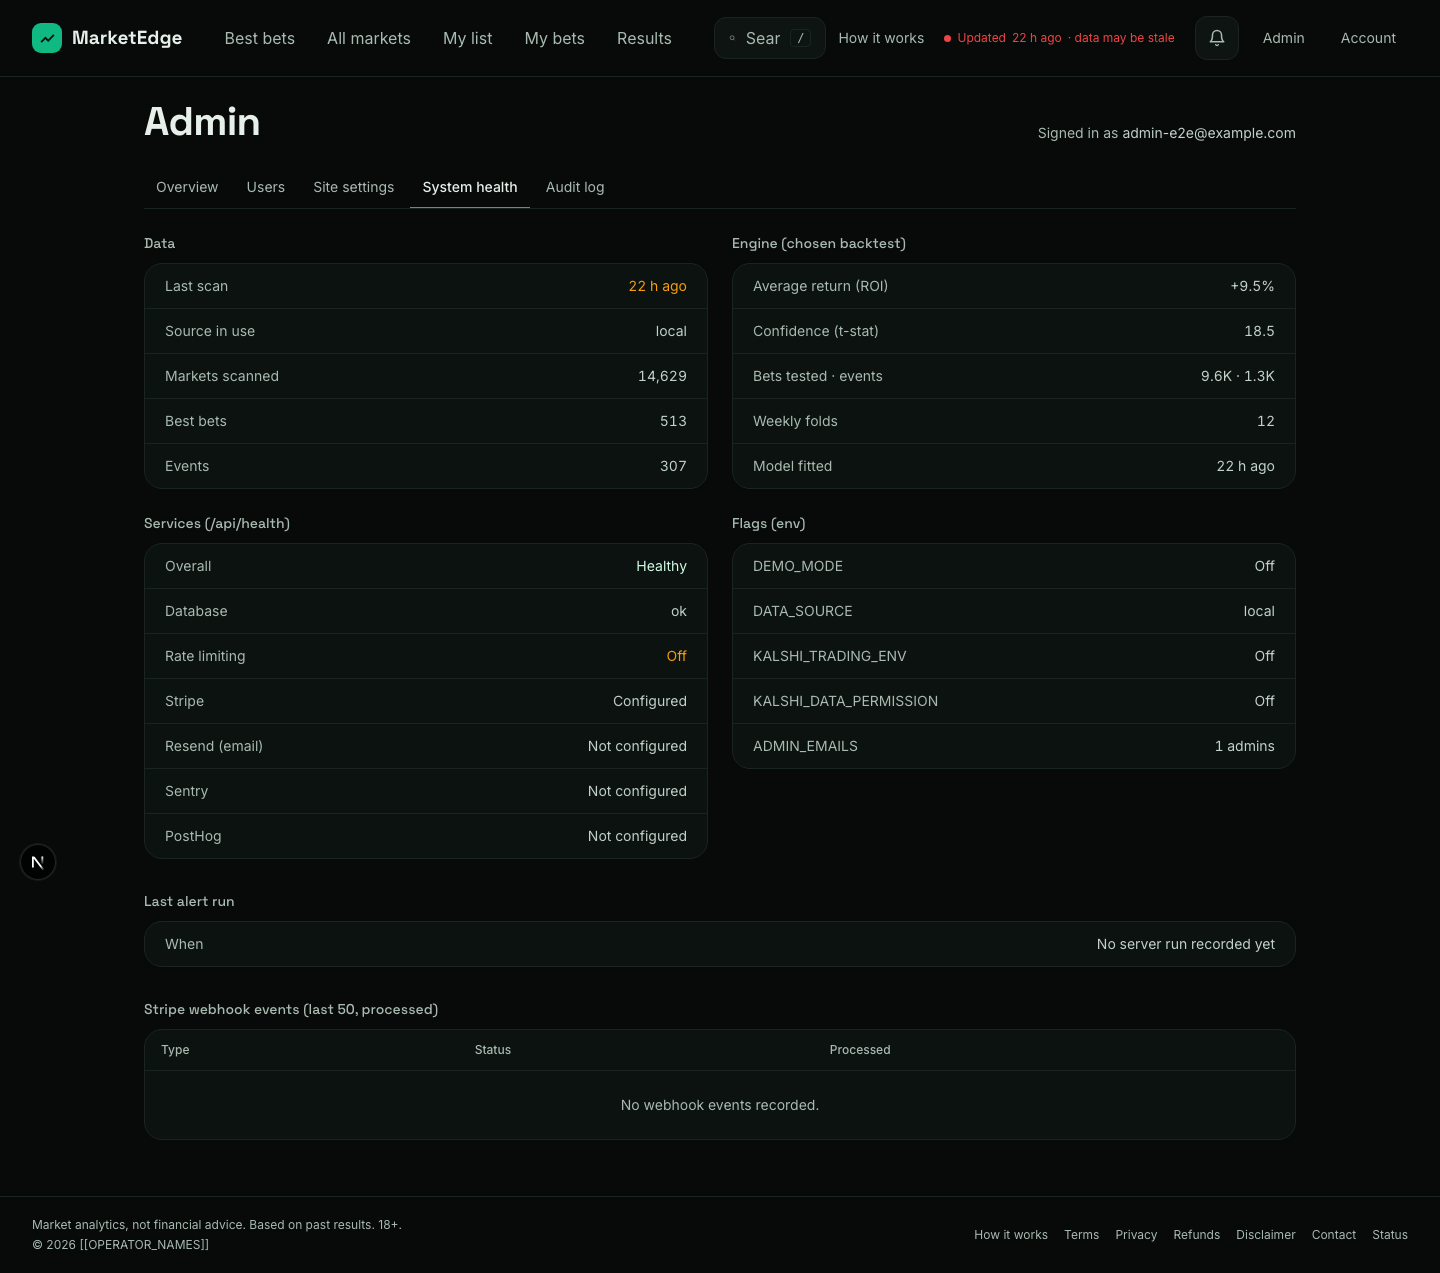 MarketEdge
Best bets
All markets
My list
My bets
Results
Sear /
How it works
Updated 22 h ago · data may be stale
Admin
Account
Admin
Signed in as admin-e2e@example.com
Overview
Users
Site settings
System health
Audit log
Data
Last scan 22 h ago
Source in use local
Markets scanned 14,629
Best bets 513
Events 307
Engine (chosen backtest)
Average return (ROI) +9.5%
Confidence (t-stat) 18.5
Bets tested · events 9.6K · 1.3K
Weekly folds 12
Model fitted 22 h ago
Services (/api/health)
Overall Healthy
Database ok
Rate limiting Off
Stripe Configured
Resend (email) Not configured
Sentry Not configured
PostHog Not configured
Flags (env)
DEMO_MODE Off
DATA_SOURCE local
KALSHI_TRADING_ENV Off
KALSHI_DATA_PERMISSION Off
ADMIN_EMAILS 1 admins
N
Last alert run
When No server run recorded yet
Stripe webhook events (last 50, processed)
Type Status Processed
No webhook events recorded.
Market analytics, not financial advice. Based on past results. 18+.
© 2026 [[OPERATOR_NAMES]]
How it works
Terms
Privacy
Refunds
Disclaimer
Contact
Status